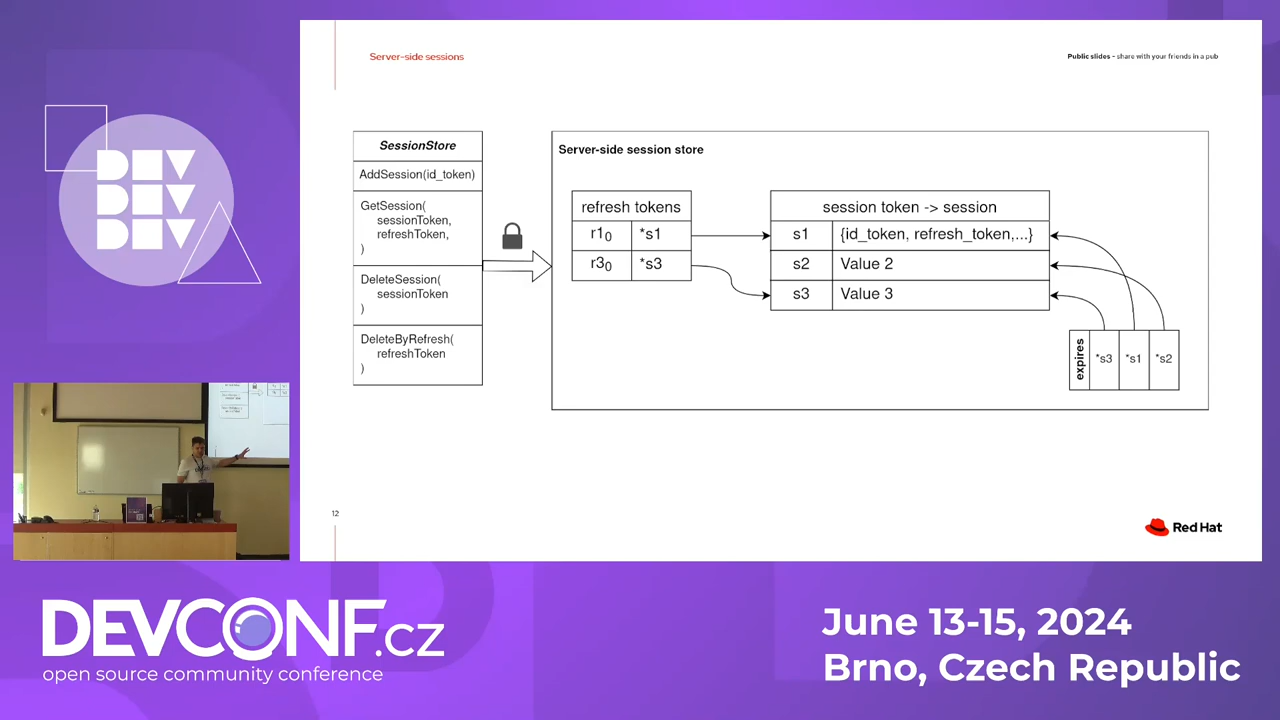 Server-side sessions
Public slides - share with your friends in a pub
SessionStore
AddSession(id_token)
GetSession(
sessionToken,
refreshToken,
)
DeleteSession(
sessionToken
)
DeleteByRefresh(
refreshToken
)
Server-side session store
refresh tokens
r1₀ *s1
r3₀ *s3
session token -> session
s1 {id_token, refresh_token,...}
s2 Value 2
s3 Value 3
expires *s3 *s1 *s2
12
Red Hat
DEV
DEV
DEV
DEVCONF.cz
open source community conference
June 13-15, 2024
Brno, Czech Republic